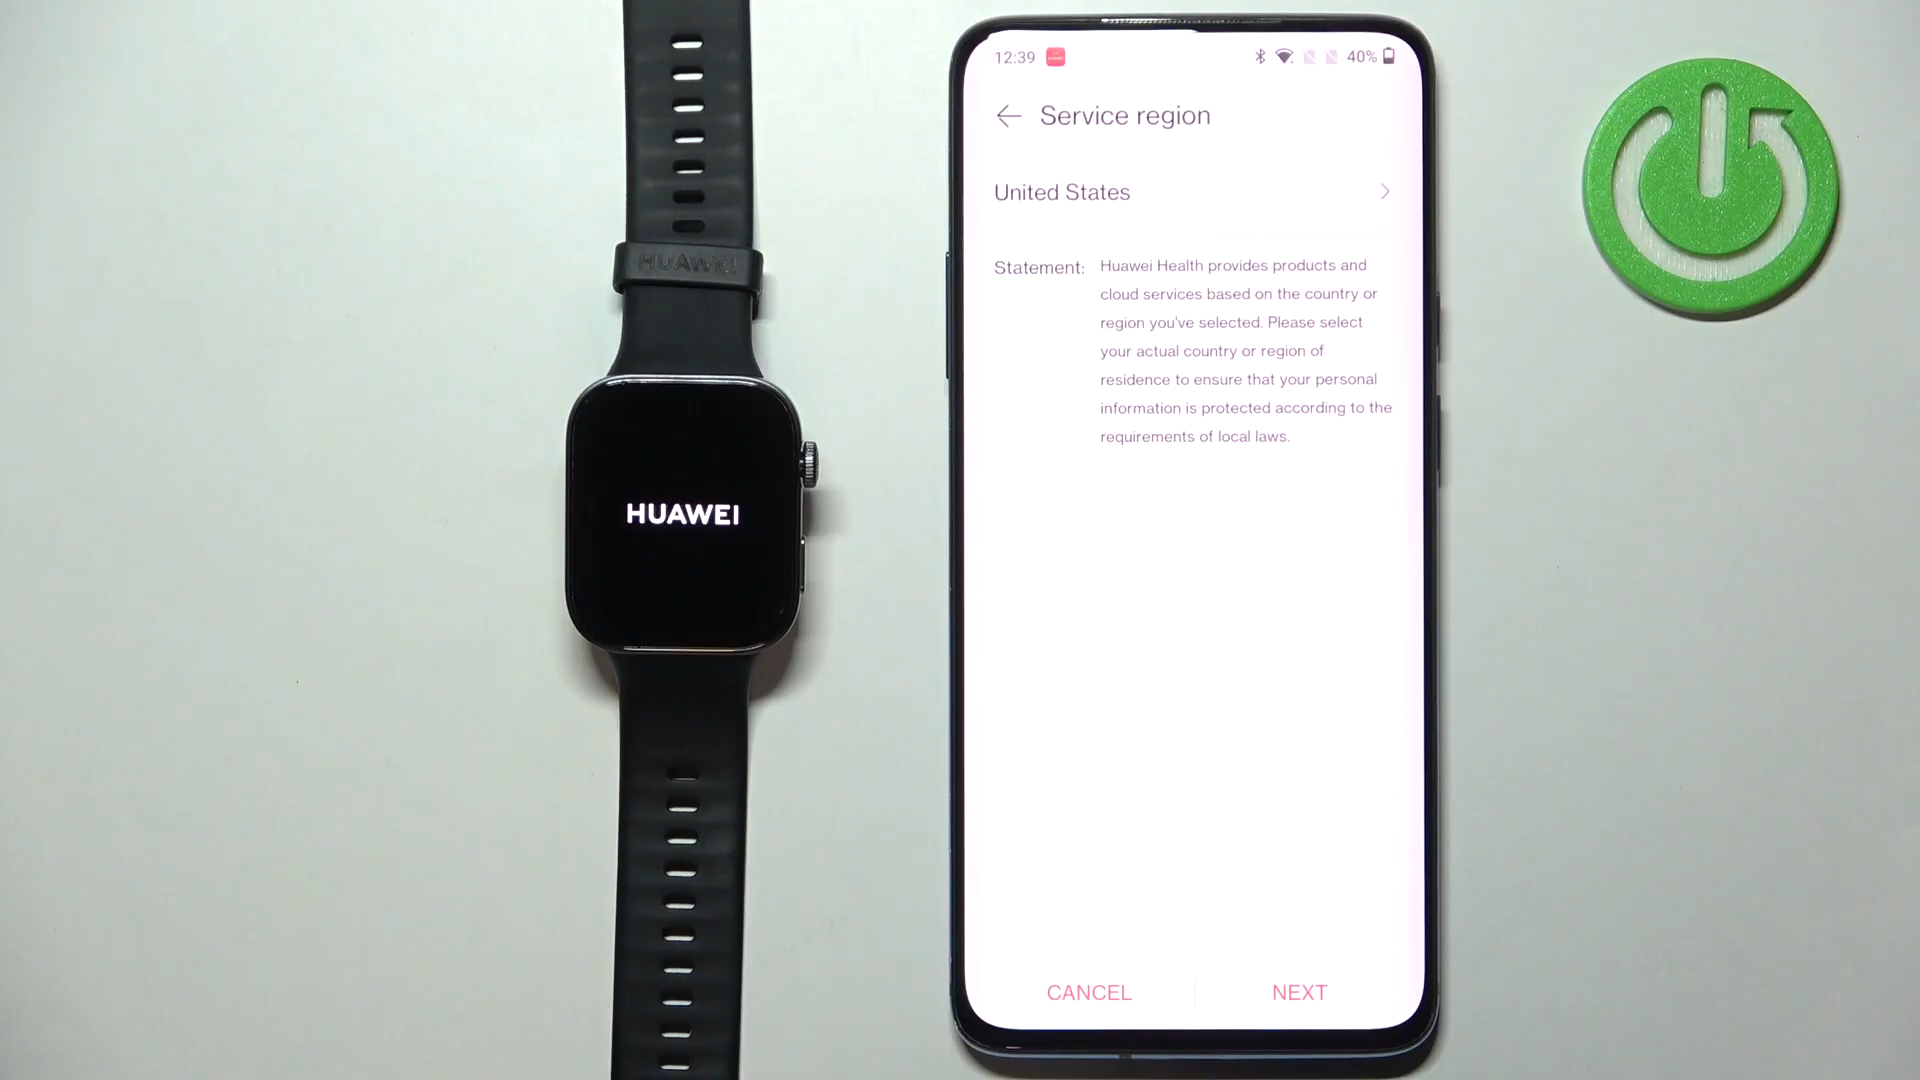 HUAWEI
HUAWEI
12:39
40%
Service region
United States
Statement: Huawei Health provides products and
cloud services based on the country or
region you've selected. Please select
your actual country or region of
residence to ensure that your personal
information is protected according to the
requirements of local laws.
CANCEL
NEXT